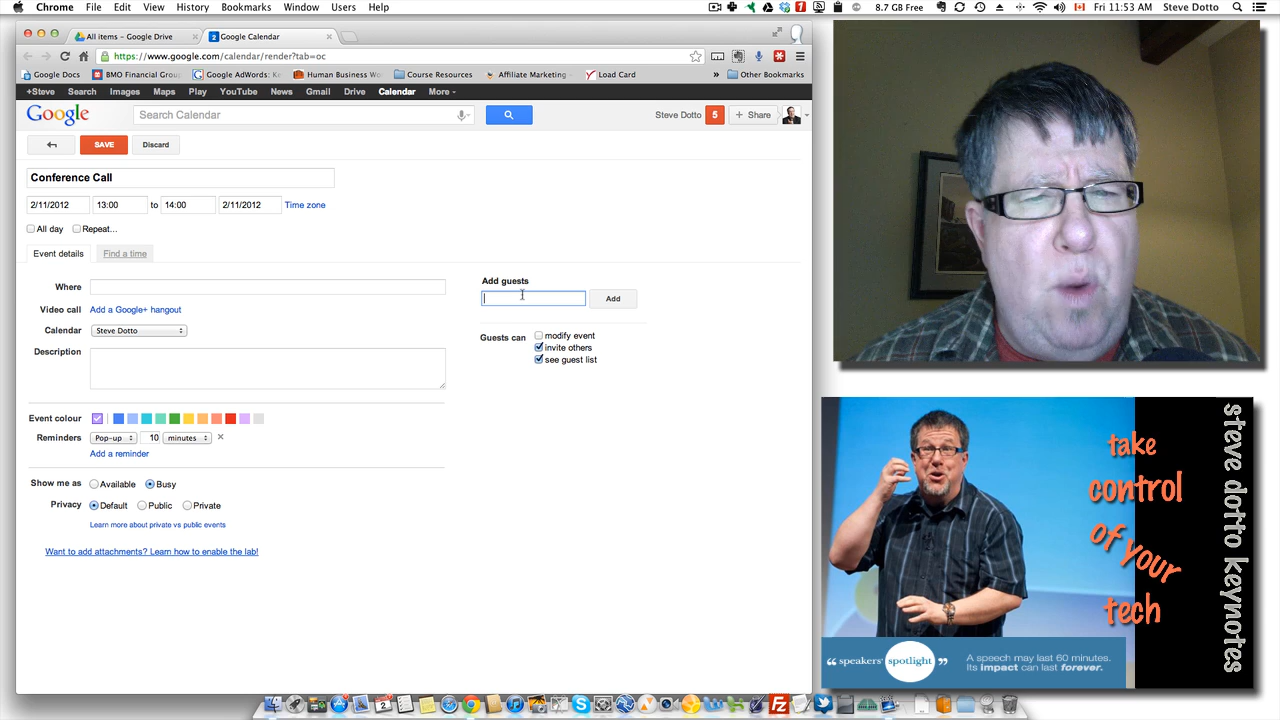 Chrome File Edit View History Bookmarks Window Users Help 8.7 GB Free Fri 11:53 AM Steve Dotto
All items – Google Drive
2 Google Calendar
https://www.google.com/calendar/render?tab=oc
Google Docs BMO Financial Group Google AdWords: Ke Human Business Wo Course Resources Affiliate Marketing Load Card » Other Bookmarks
+Steve Search Images Maps Play YouTube News Gmail Drive Calendar More
Google Search Calendar Steve Dotto 5 + Share
SAVE Discard
Conference Call
2/11/2012 13:00 to 14:00 2/11/2012 Time zone
All day Repeat...
Event details Find a time
Where
Video call Add a Google+ hangout
Calendar Steve Dotto
Description
Event colour
Reminders Pop-up 10 minutes ×
Add a reminder
Show me as Available Busy
Privacy Default Public Private
Learn more about private vs public events
Want to add attachments? Learn how to enable the lab!
Add guests
Add
Guests can modify event
invite others
see guest list
take
control
of your
tech
steve dotto keynotes
“ speakers' spotlight ”
A speech may last 60 minutes.
Its impact can last forever.